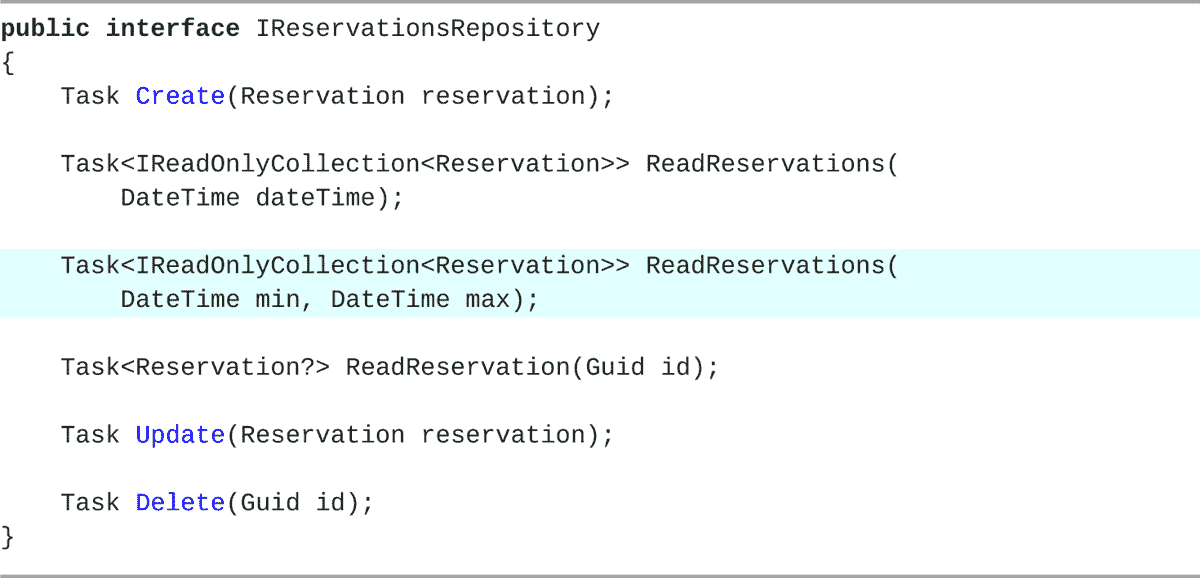 public interface IReservationsRepository
{
    Task Create(Reservation reservation);
    Task<IReadOnlyCollection<Reservation>> ReadReservations(
        DateTime dateTime);
    Task<IReadOnlyCollection<Reservation>> ReadReservations(
        DateTime min, DateTime max);
    Task<Reservation?> ReadReservation(Guid id);
    Task Update(Reservation reservation);
    Task Delete(Guid id);
}